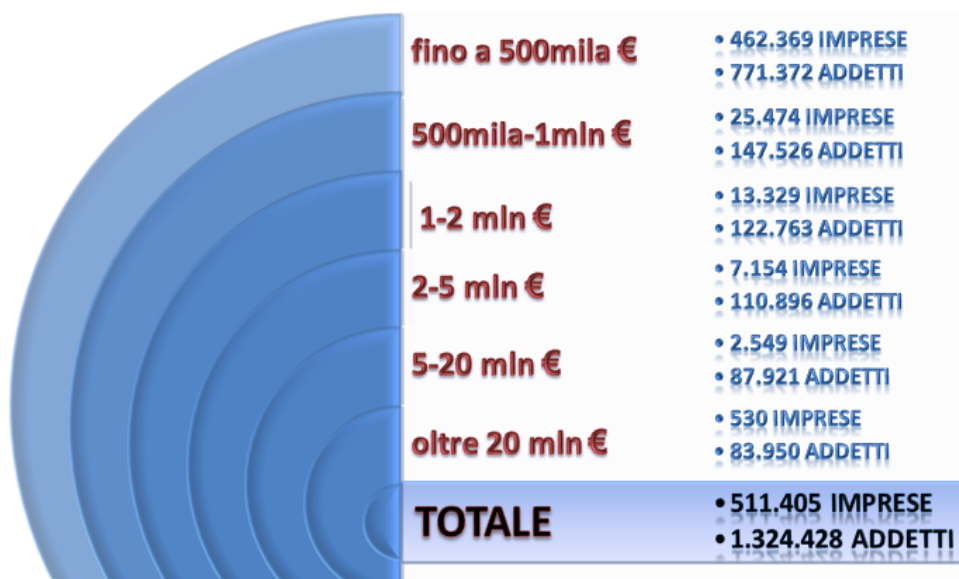 fino a 500mila €
• 462.369 IMPRESE
• 771.372 ADDETTI
500mila-1mln €
• 25.474 IMPRESE
• 147.526 ADDETTI
1-2 mln €
• 13.329 IMPRESE
• 122.763 ADDETTI
2-5 mln €
• 7.154 IMPRESE
• 110.896 ADDETTI
5-20 mln €
• 2.549 IMPRESE
• 87.921 ADDETTI
oltre 20 mln €
• 530 IMPRESE
• 83.950 ADDETTI
TOTALE
• 511.405 IMPRESE
• 1.324.428 ADDETTI